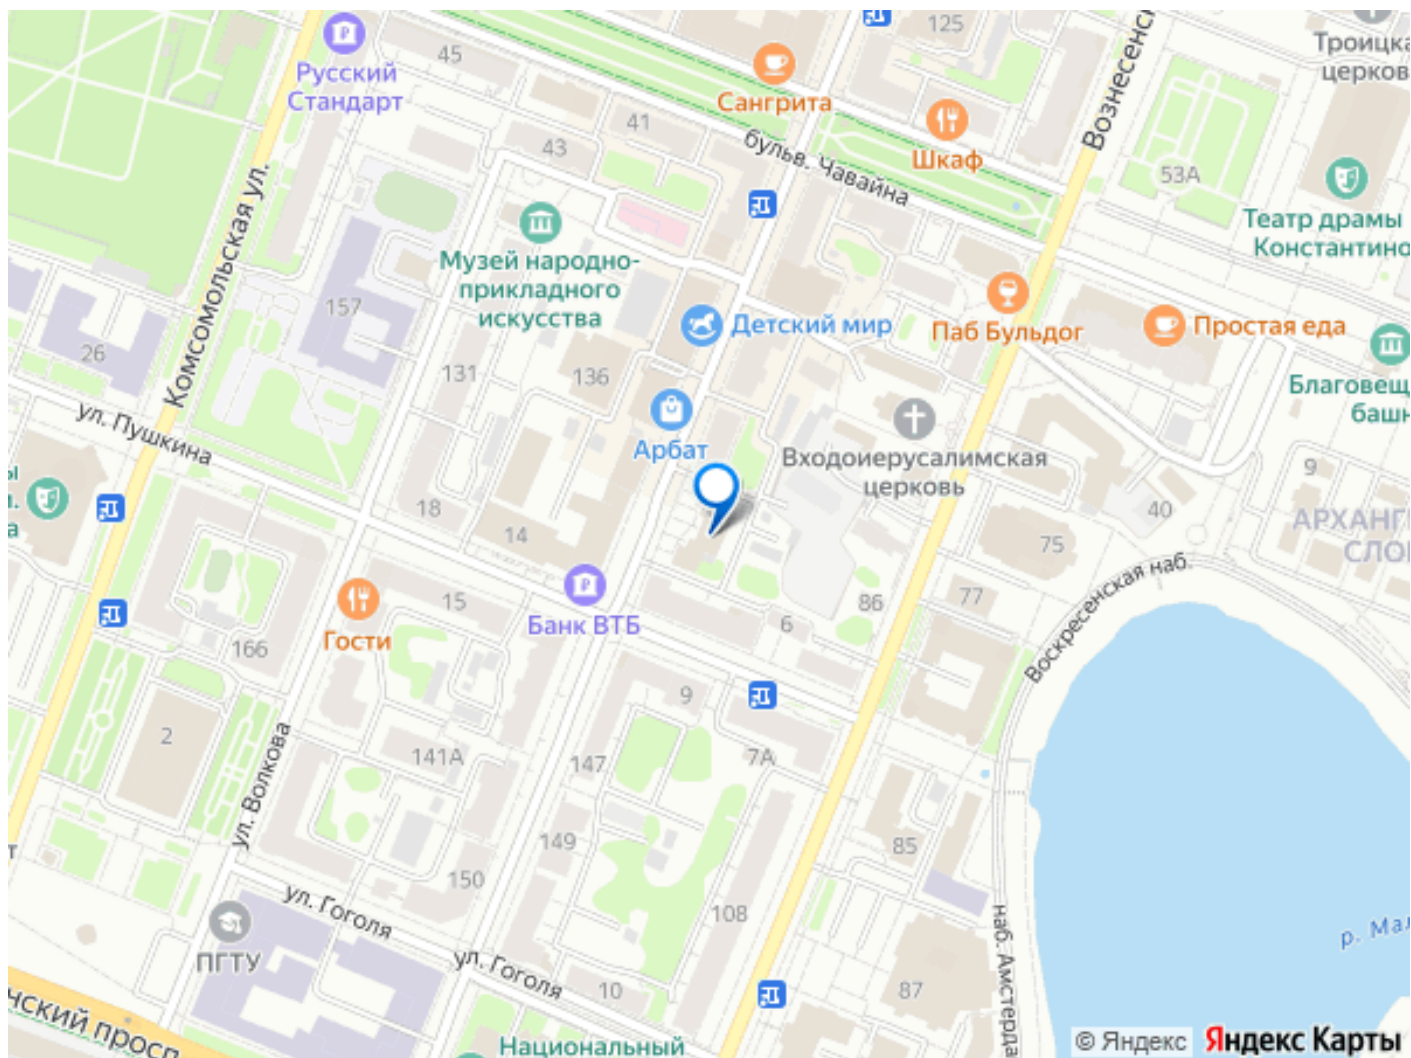 125
Троицка
церков
45
Русский
Стандарт
Сангрита
Вознесенс
41
43
бульв. Чавайна
Шкаф
53А
Театр драмы
Константино
Комсомольская ул.
Музей народно-
прикладного
искусства
157
Детский мир
Паб Бульдог
Простая еда
26
131
136
Благовещ
башн
ул. Пушкина
Арбат
Входоиерусалимская
церковь
9
ы
л.
а
18
14
40
АРХАНГ
СЛО
75
Воскресенская наб.
15
Банк ВТБ
Гости
166
6
86
77
9
2
141А
147
7А
ул. Волкова
149
85
т
150
108
ул. Гоголя
ПГТУ
ул. Гоголя
10
87
наб. Амстерда
р. Мал
нский просп
Национальный
© Яндекс
Яндекс Карты